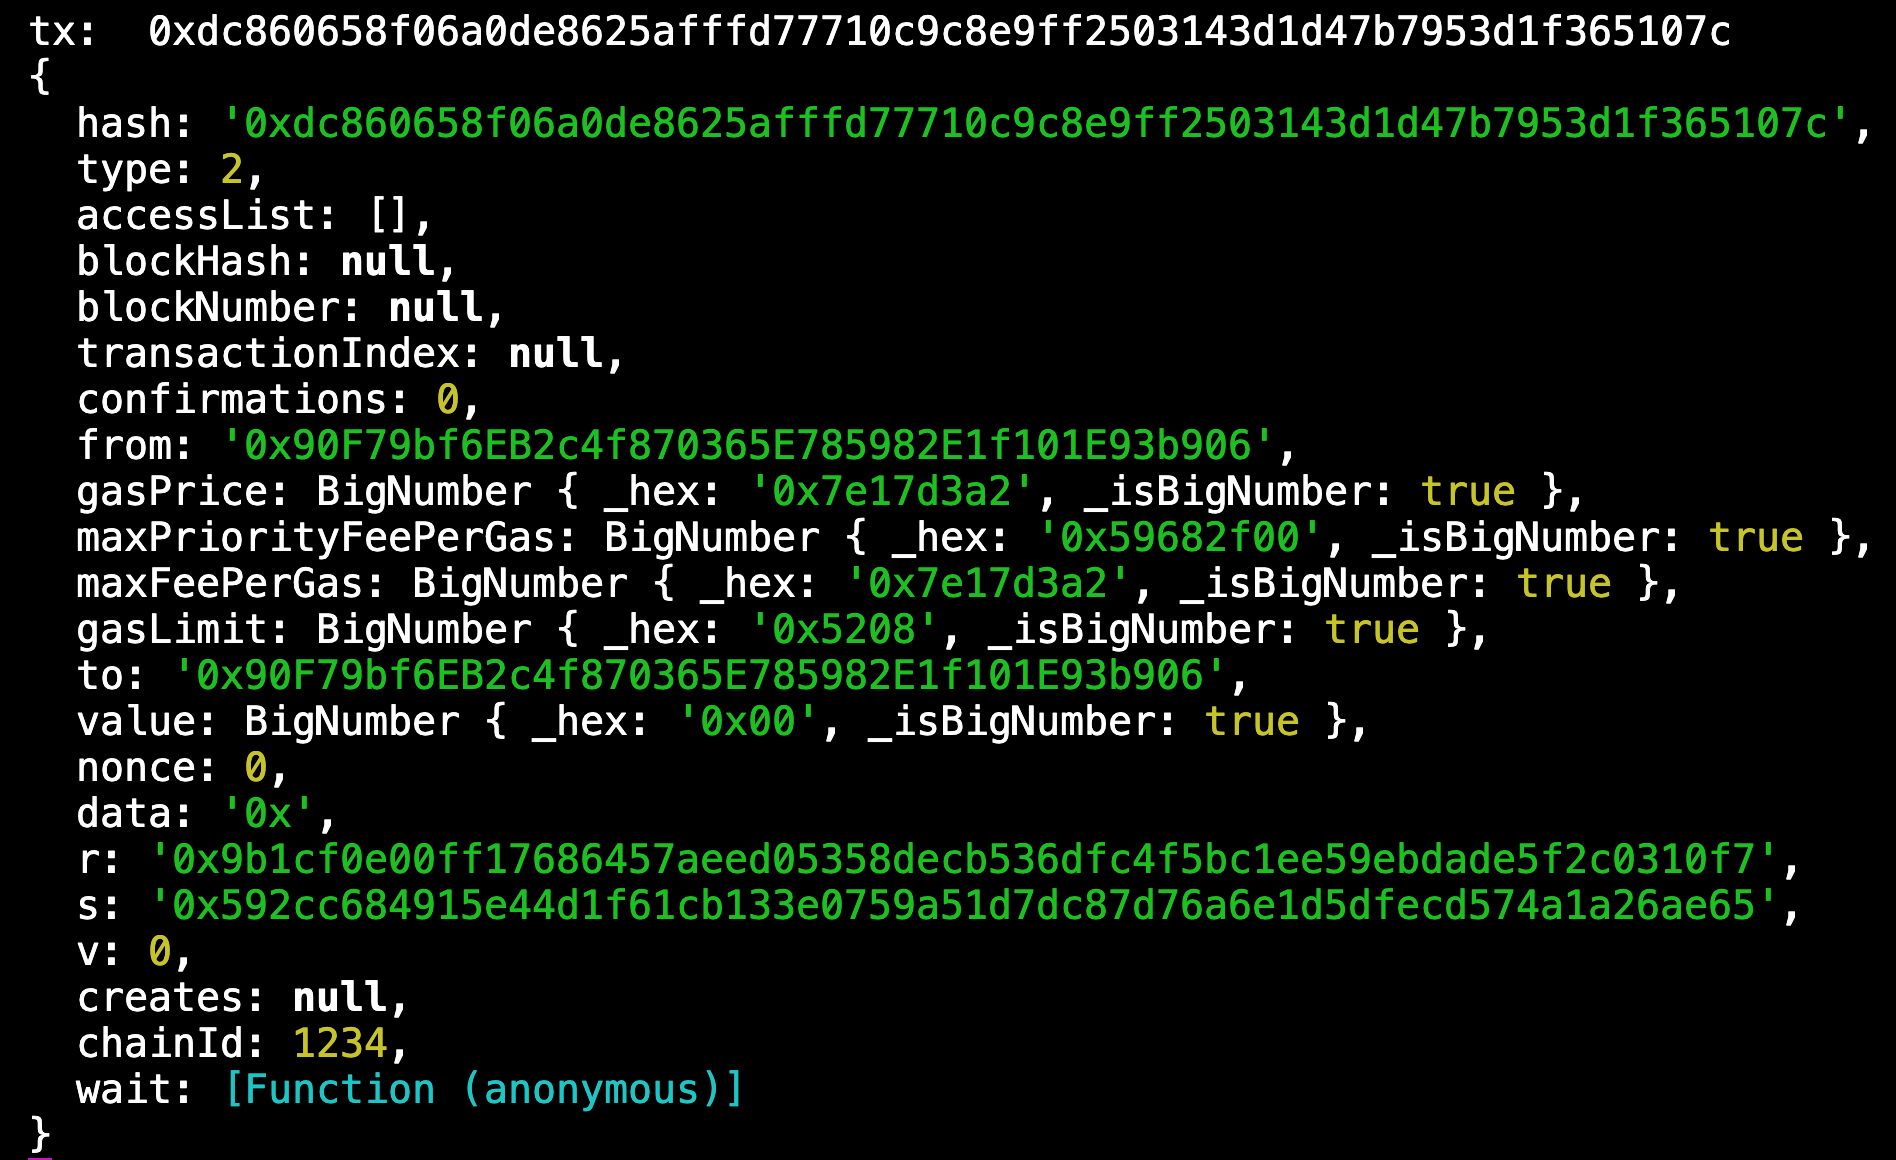 tx:  0xdc860658f06a0de8625afffd77710c9c8e9ff2503143d1d47b7953d1f365107c
{
  hash: '0xdc860658f06a0de8625afffd77710c9c8e9ff2503143d1d47b7953d1f365107c',
  type: 2,
  accessList: [],
  blockHash: null,
  blockNumber: null,
  transactionIndex: null,
  confirmations: 0,
  from: '0x90F79bf6EB2c4f870365E785982E1f101E93b906',
  gasPrice: BigNumber { _hex: '0x7e17d3a2', _isBigNumber: true },
  maxPriorityFeePerGas: BigNumber { _hex: '0x59682f00', _isBigNumber: true },
  maxFeePerGas: BigNumber { _hex: '0x7e17d3a2', _isBigNumber: true },
  gasLimit: BigNumber { _hex: '0x5208', _isBigNumber: true },
  to: '0x90F79bf6EB2c4f870365E785982E1f101E93b906',
  value: BigNumber { _hex: '0x00', _isBigNumber: true },
  nonce: 0,
  data: '0x',
  r: '0x9b1cf0e00ff17686457aeed05358decb536dfc4f5bc1ee59ebdade5f2c0310f7',
  s: '0x592cc684915e44d1f61cb133e0759a51d7dc87d76a6e1d5dfecd574a1a26ae65',
  v: 0,
  creates: null,
  chainId: 1234,
  wait: [Function (anonymous)]
}